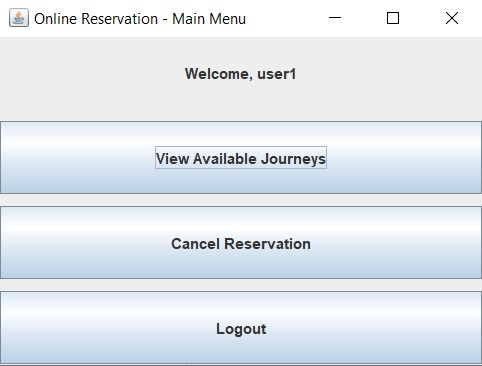 Online Reservation - Main Menu
Welcome, user1
View Available Journeys
Cancel Reservation
Logout